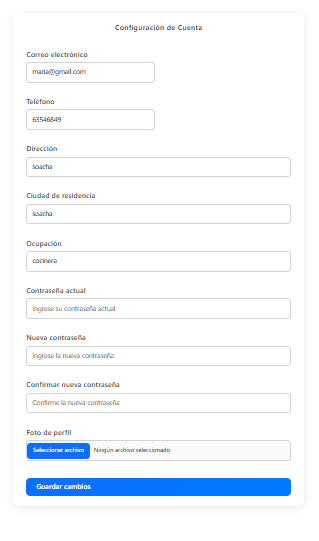 Configuración de Cuenta
Correo electrónico
maria@gmail.com
Teléfono
63546849
Dirección
soacha
Ciudad de residencia
soacha
Ocupación
cocinera
Contraseña actual
Ingrese su contraseña actual
Nueva contraseña
Ingrese la nueva contraseña
Confirmar nueva contraseña
Confirme la nueva contraseña
Foto de perfil
Seleccionar archivo Ningún archivo seleccionado
Guardar cambios